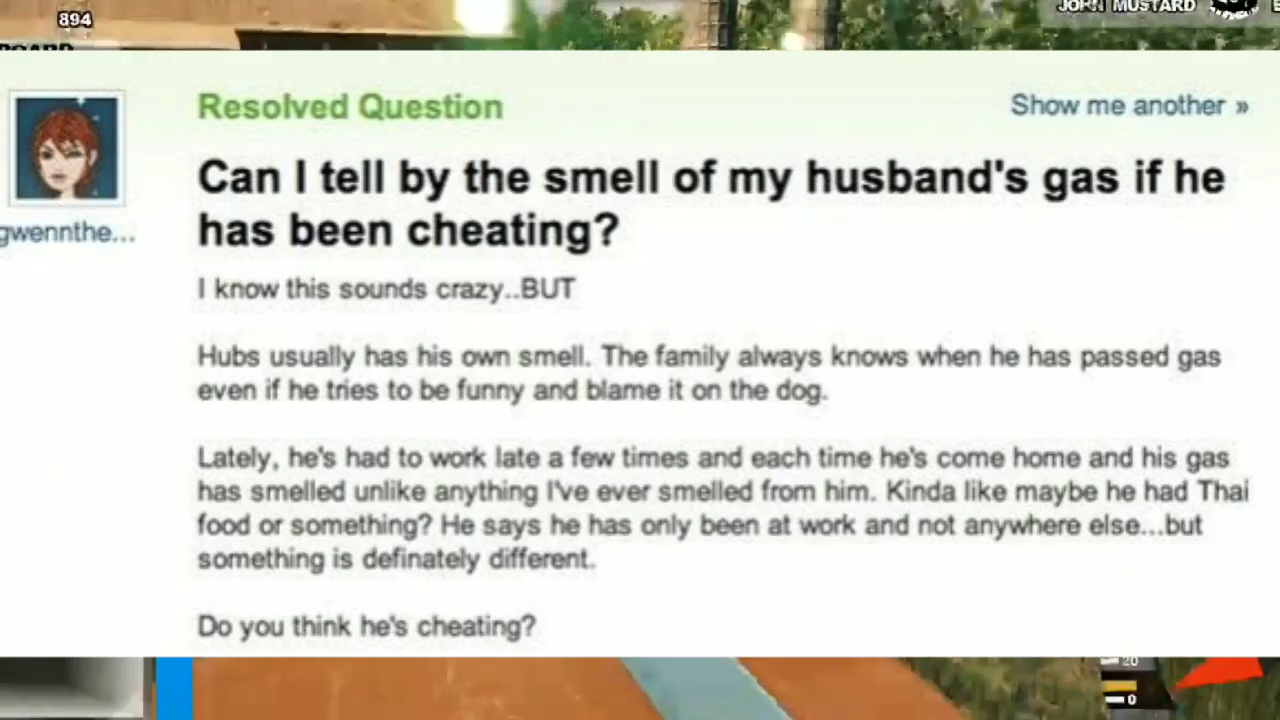 894
JOHN MUSTARD
Resolved Question
Show me another »
Can I tell by the smell of my husband's gas if he
has been cheating?
gwennthe...
I know this sounds crazy..BUT
Hubs usually has his own smell. The family always knows when he has passed gas
even if he tries to be funny and blame it on the dog.
Lately, he's had to work late a few times and each time he's come home and his gas
has smelled unlike anything I've ever smelled from him. Kinda like maybe he had Thai
food or something? He says he has only been at work and not anywhere else...but
something is definately different.
Do you think he's cheating?
20
0